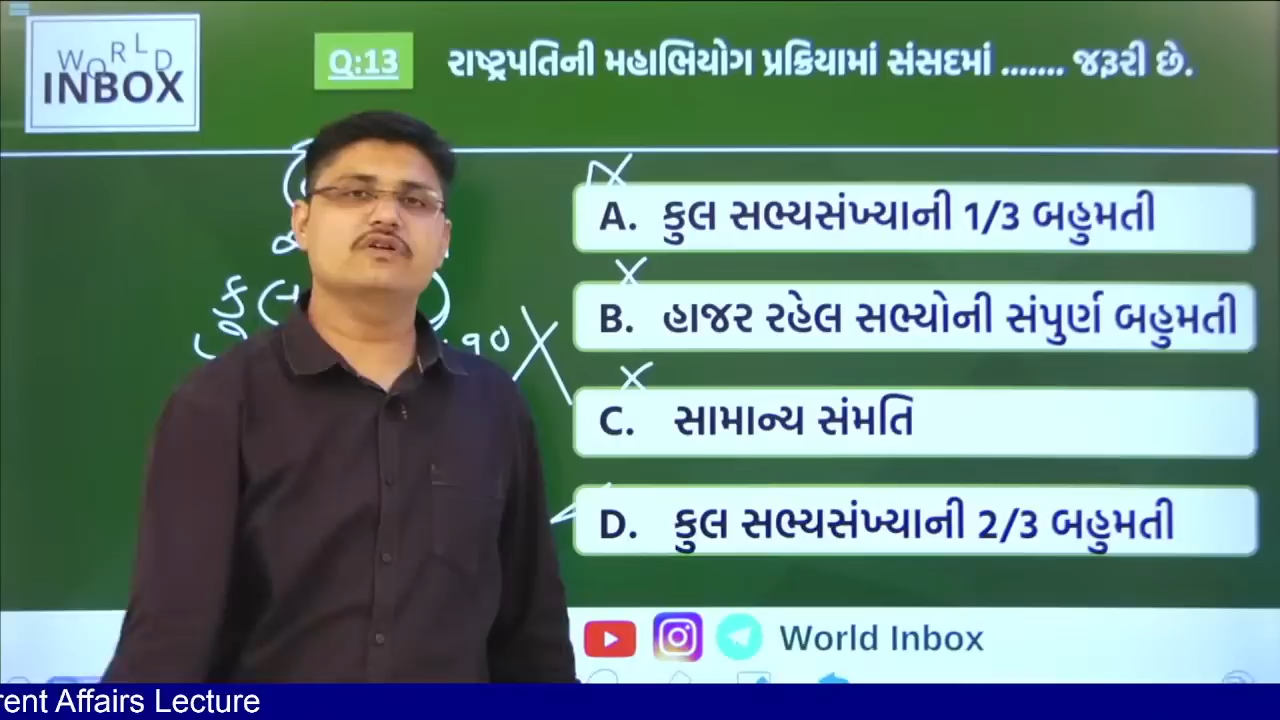 WORLD
INBOX
Q:13 રાષ્ટ્રપતિની મહાભિયોગ પ્રક્રિયામાં સંસદમાં ....... જરૂરી છે.
A. કુલ સભ્યસંખ્યાની 1/3 બહુમતી
B. હાજર રહેલ સભ્યોની સંપુર્ણ બહુમતી
C. સામાન્ય સંમતિ
D. કુલ સભ્યસંખ્યાની 2/3 બહુમતી
World Inbox
rent Affairs Lecture